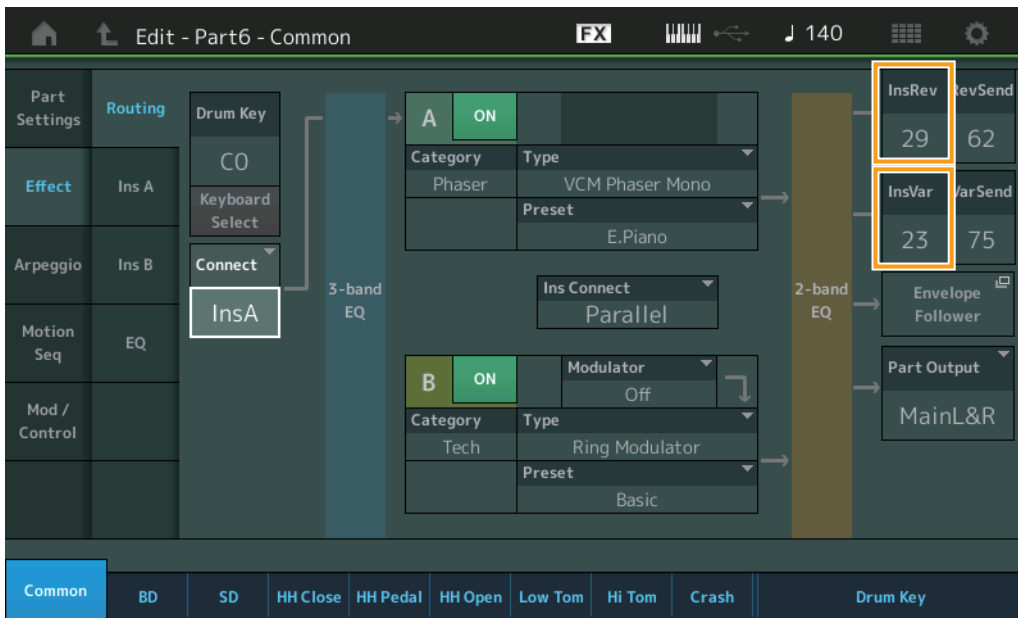 Edit - Part6 - Common
FX
♩ 140
Part
Settings
Effect
Arpeggio
Motion
Seq
Mod /
Control
Routing
Ins A
Ins B
EQ
Drum Key
C0
Keyboard
Select
Connect
InsA
3-band
EQ
A
ON
Category
Phaser
Type
VCM Phaser Mono
Preset
E.Piano
Ins Connect
Parallel
B
ON
Modulator
Off
Category
Tech
Type
Ring Modulator
Preset
Basic
2-band
EQ
InsRev
29
RevSend
62
InsVar
23
VarSend
75
Envelope
Follower
Part Output
MainL&R
Common
BD
SD
HH Close
HH Pedal
HH Open
Low Tom
Hi Tom
Crash
Drum Key